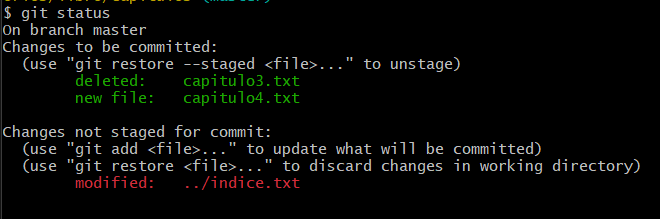 $ git status
On branch master
Changes to be committed:
  (use "git restore --staged <file>..." to unstage)
        deleted:    capitulo3.txt
        new file:   capitulo4.txt

Changes not staged for commit:
  (use "git add <file>..." to update what will be committed)
  (use "git restore <file>..." to discard changes in working directory)
        modified:   ../indice.txt